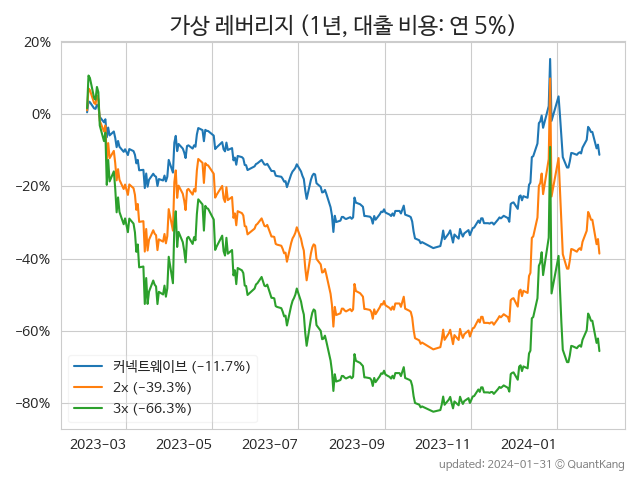 가상 레버리지 (1년, 대출 비용: 연 5%)
20%
0%
−20%
−40%
−60%
−80%
커넥트웨이브 (−11.7%)
2x (−39.3%)
3x (−66.3%)
2023-03 2023-05 2023-07 2023-09 2023-11 2024-01
updated: 2024-01-31 © QuantKang